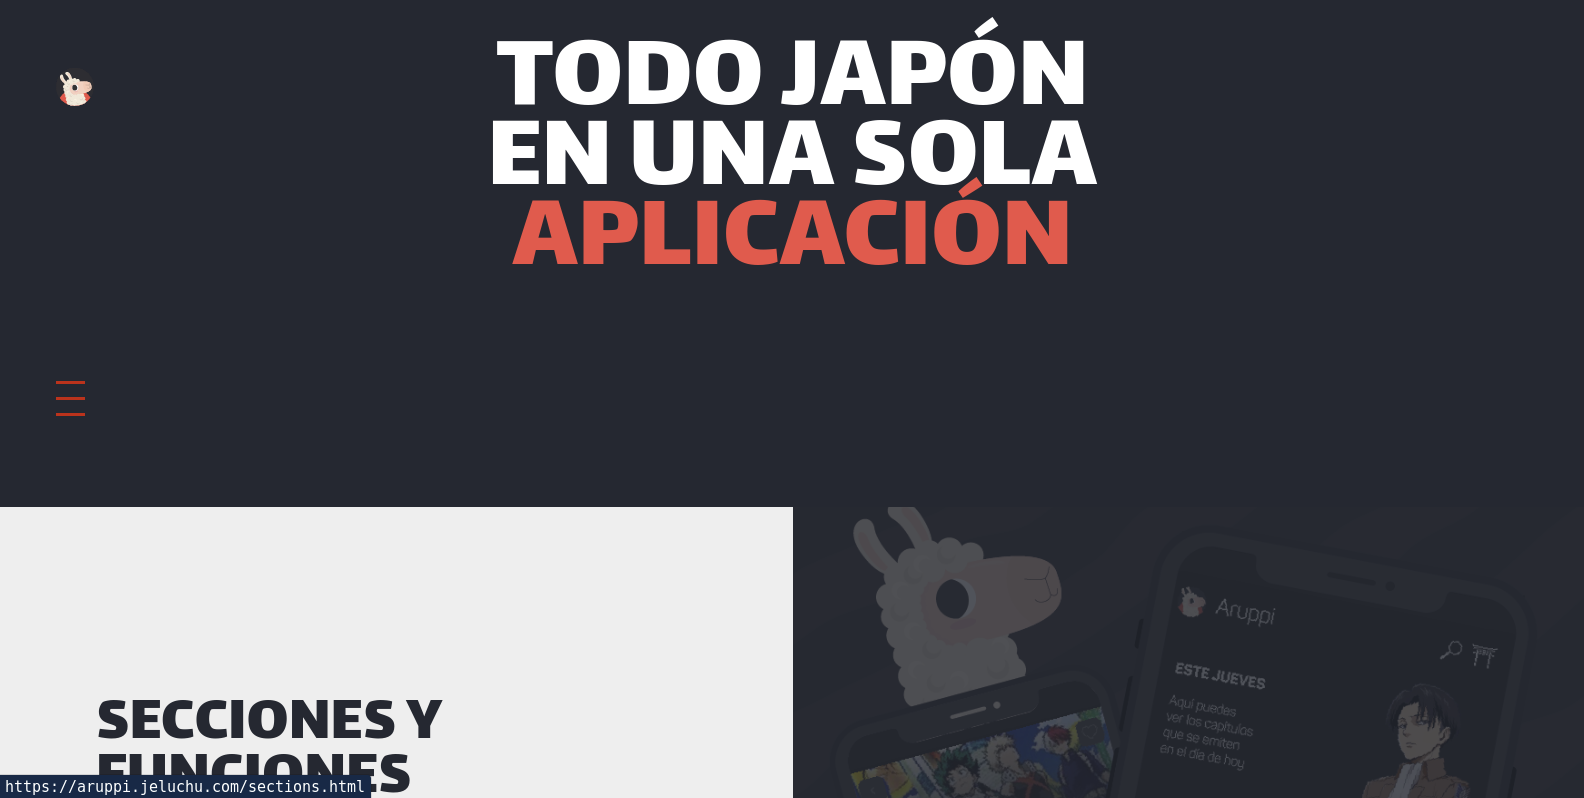 TODO JAPÓN
EN UNA SOLA
APLICACIÓN
SECCIONES Y
FUNCIONES
Aruppi
ESTE JUEVES
Aquí puedes
ver los capítulos
que se emiten
en el día de hoy
https://aruppi.jeluchu.com/sections.html